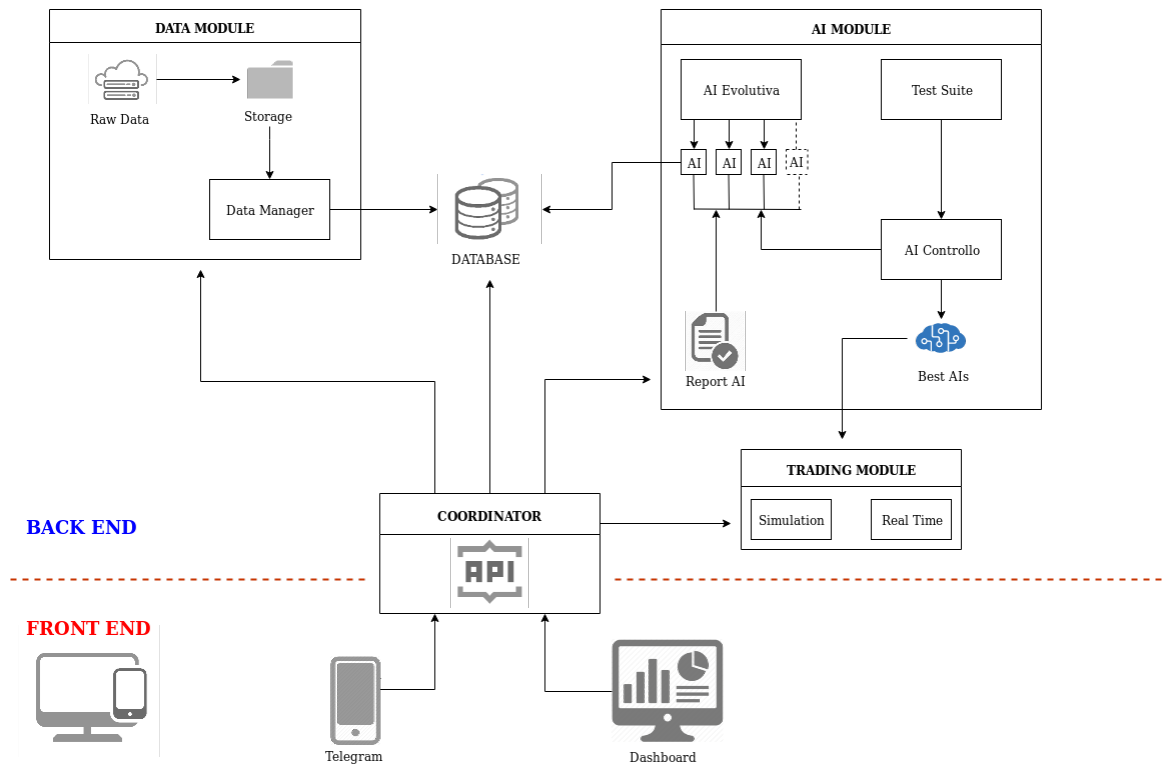 DATA MODULE
Raw Data
Storage
Data Manager
DATABASE
AI MODULE
AI Evolutiva
Test Suite
AI
AI
AI
AI
AI Controllo
Report AI
Best AIs
TRADING MODULE
Simulation
Real Time
COORDINATOR
API
BACK END
FRONT END
Telegram
Dashboard